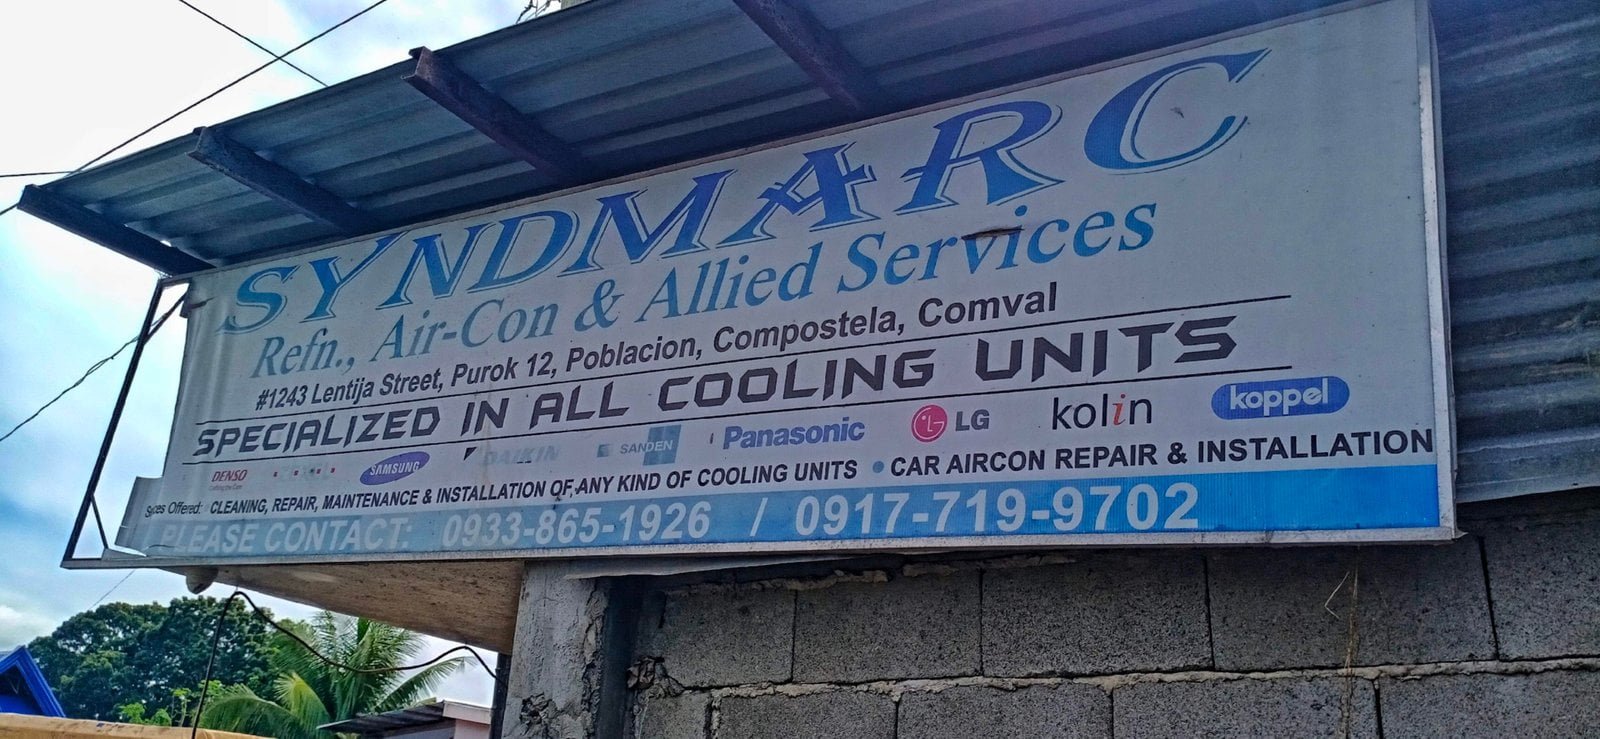 SYNDMARC
Refn., Air-Con & Allied Services
#1243 Lentija Street, Purok 12, Poblacion, Compostela, Comval
SPECIALIZED IN ALL COOLING UNITS
DENSO SAMSUNG DAIKIN SANDEN Panasonic LG kolin koppel
Offered: CLEANING, REPAIR, MAINTENANCE & INSTALLATION OF ANY KIND OF COOLING UNITS • CAR AIRCON REPAIR & INSTALLATION
PLEASE CONTACT: 0933-865-1926 / 0917-719-9702